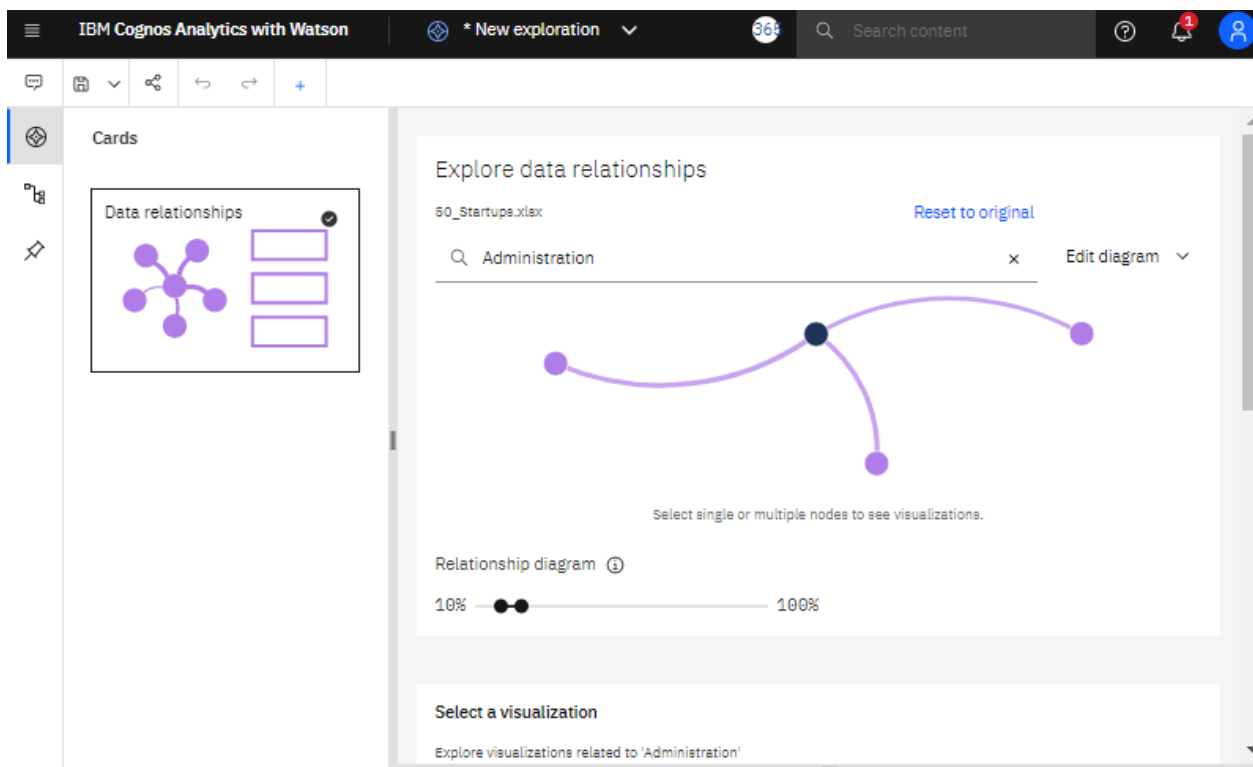 IBM Cognos Analytics with Watson
* New exploration
365
Search content
1
Cards
Data relationships
Explore data relationships
50_Startups.xlsx
Reset to original
Administration
Edit diagram
Select single or multiple nodes to see visualizations.
Relationship diagram
10%
100%
Select a visualization
Explore visualizations related to 'Administration'